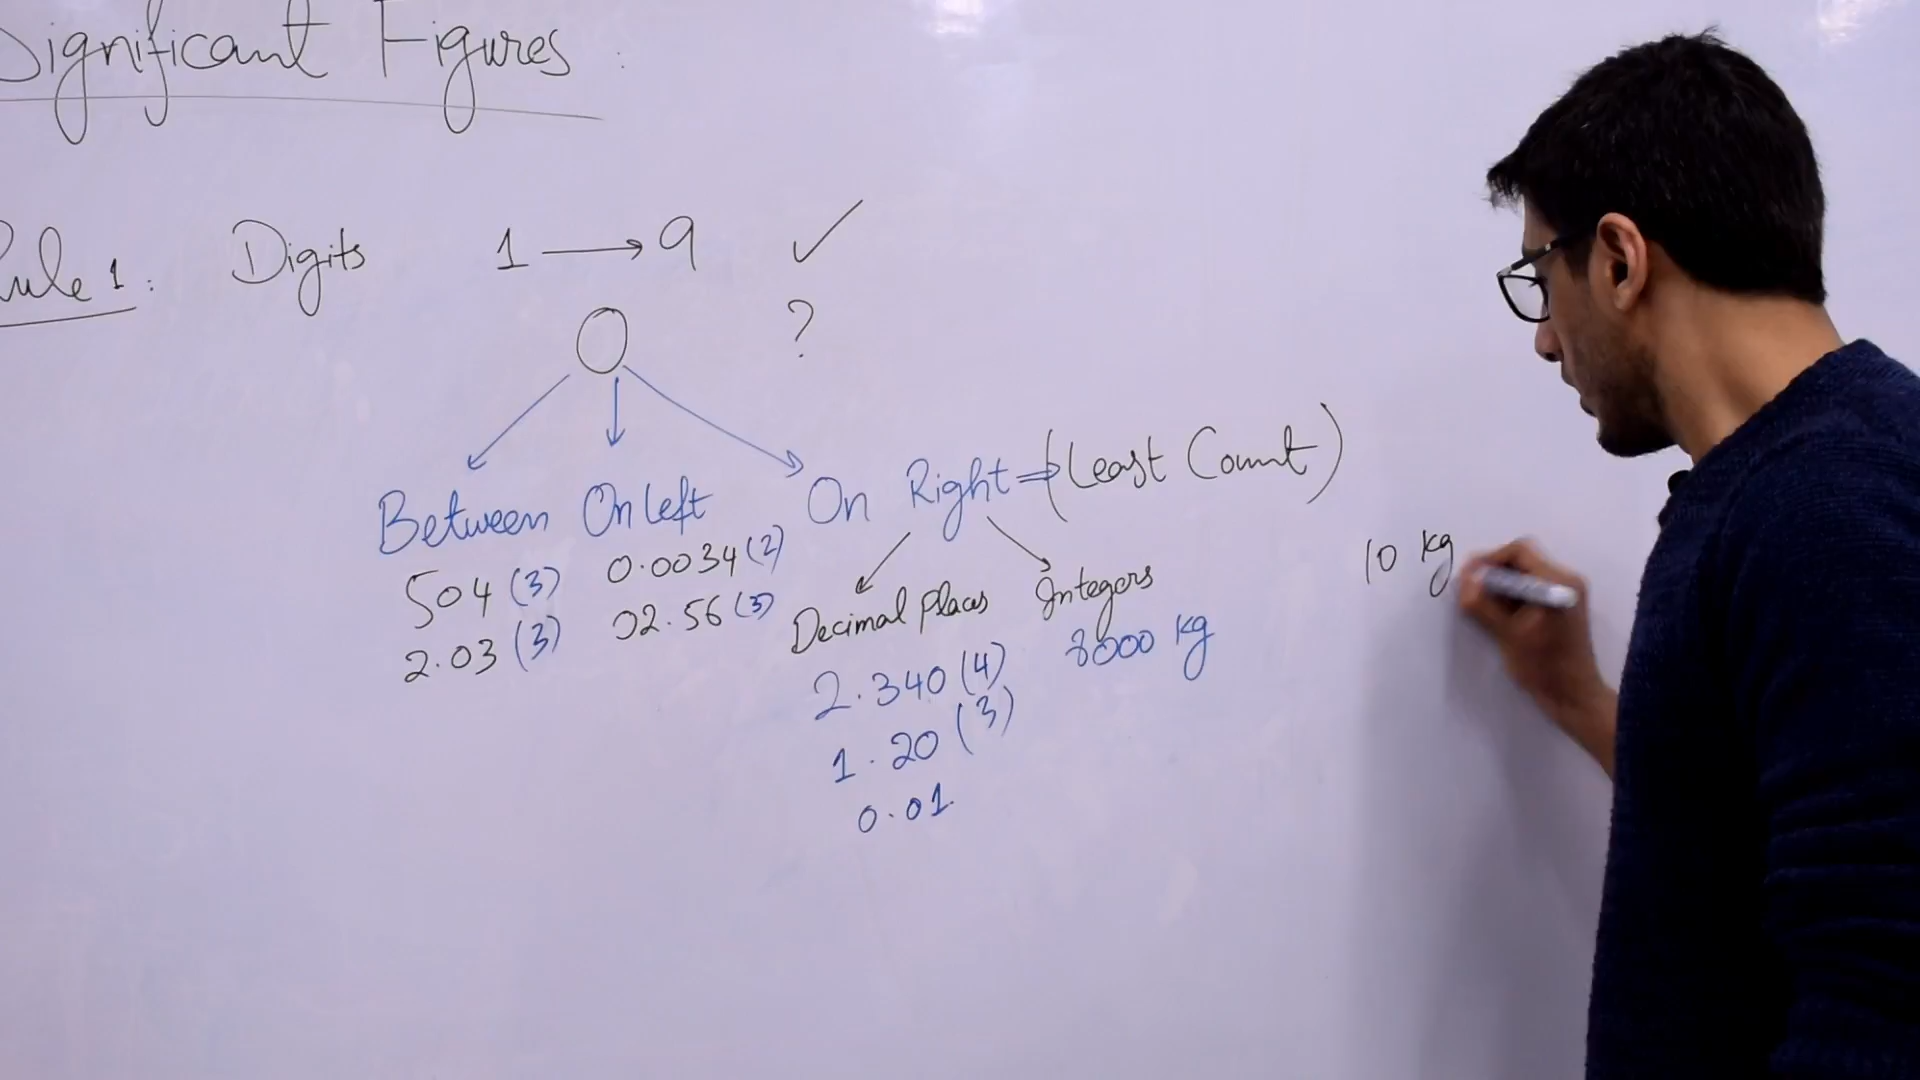 Significant Figures :
Rule 1 : Digits 1 → 9 ✓
0 ?
Between On left On Right ⇒ (Least Count)
504 (3) 0.0034 (2) Decimal places Integers 10 kg
2.03 (3) 02.56 (3) 2.340 (4) 8000 kg
1.20 (3)
0.01